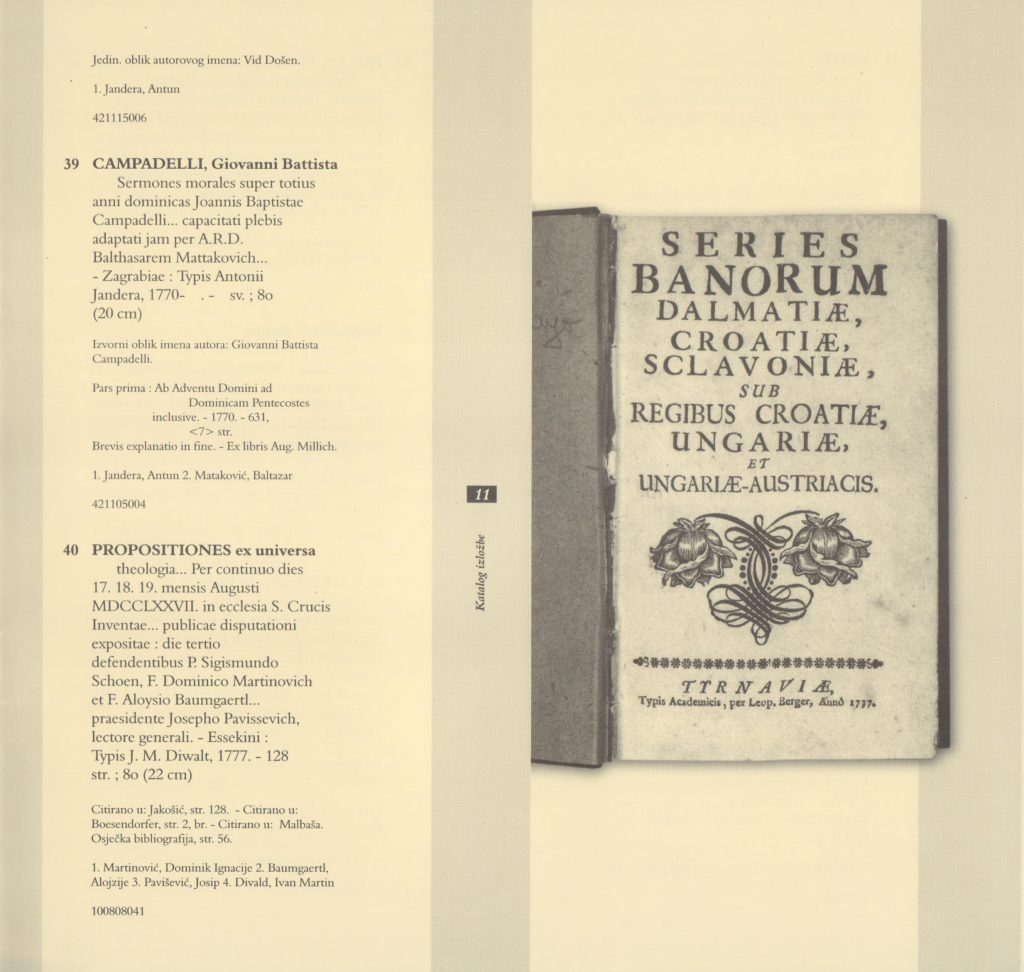 Jedin. oblik autorovog imena: Vid Došen.
1. Jandera, Antun
421115006
39 CAMPADELLI, Giovanni Battista
Sermones morales super totius
anni dominicas Joannis Baptistae
Campadelli... capacitati plebis
adaptati jam per A.R.D.
Balthasarem Mattakovich...
- Zagrabiae : Typis Antonii
Jandera, 1770- . - sv. ; 8o
(20 cm)
Izvorni oblik imena autora: Giovanni Battista
Campadelli.
Pars prima : Ab Adventu Domini ad
Dominicam Pentecostes
inclusive. - 1770. - 631,
<7> str.
Brevis explanatio in fine. - Ex libris Aug. Millich.
1. Jandera, Antun 2. Mataković, Baltazar
421105004
40 PROPOSITIONES ex universa
theologia... Per continuo dies
17. 18. 19. mensis Augusti
MDCCLXXVII. in ecclesia S. Crucis
Inventae... publicae disputationi
expositae : die tertio
defendentibus P. Sigismundo
Schoen, F. Dominico Martinovich
et F. Aloysio Baumgaertl...
praesidente Josepho Pavissevich,
lectore generali. - Essekini :
Typis J. M. Diwalt, 1777. - 128
str. ; 8o (22 cm)
Citirano u: Jakošić, str. 128. - Citirano u:
Boesendorfer, str. 2, br. - Citirano u: Malbaša.
Osječka bibliografija, str. 56.
1. Martinović, Dominik Ignacije 2. Baumgaertl,
Alojzije 3. Pavišević, Josip 4. Divald, Ivan Martin
100808041
11
Katalog izložbe
SERIES
BANORUM
DALMATIÆ,
CROATIÆ,
SCLAVONIÆ,
SUB
REGIBUS CROATIÆ,
UNGARIÆ,
ET
UNGARIÆ-AUSTRIACIS.
TYRNAVIÆ,
Typis Academicis, per Leop. Berger, Annô 1737.